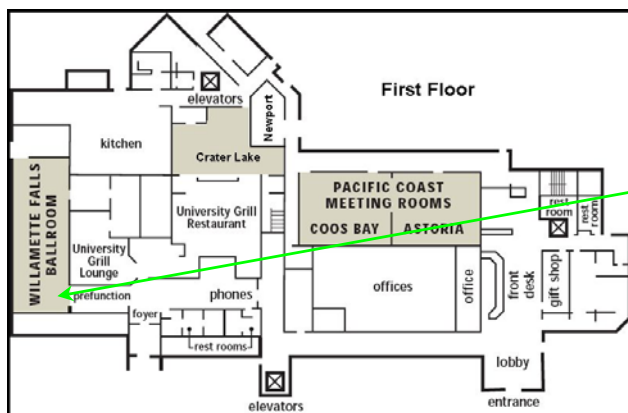 First Floor
elevators
Newport
kitchen
Crater Lake
WILLAMETTE FALLS
BALLROOM
University Grill
Restaurant
PACIFIC COAST
MEETING ROOMS
COOS BAY
ASTORIA
rest
room
rest
room
University
Grill
Lounge
prefunction
phones
offices
office
front
desk
gift shop
foyer
rest rooms
lobby
entrance
elevators